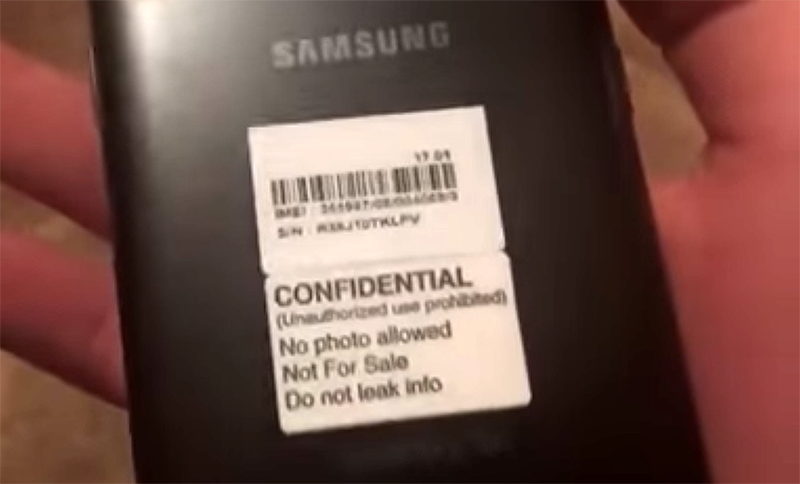 SAMSUNG
17.01
IMEI :
S/N :
CONFIDENTIAL
(Unauthorized use prohibited)
No photo allowed
Not For Sale
Do not leak info